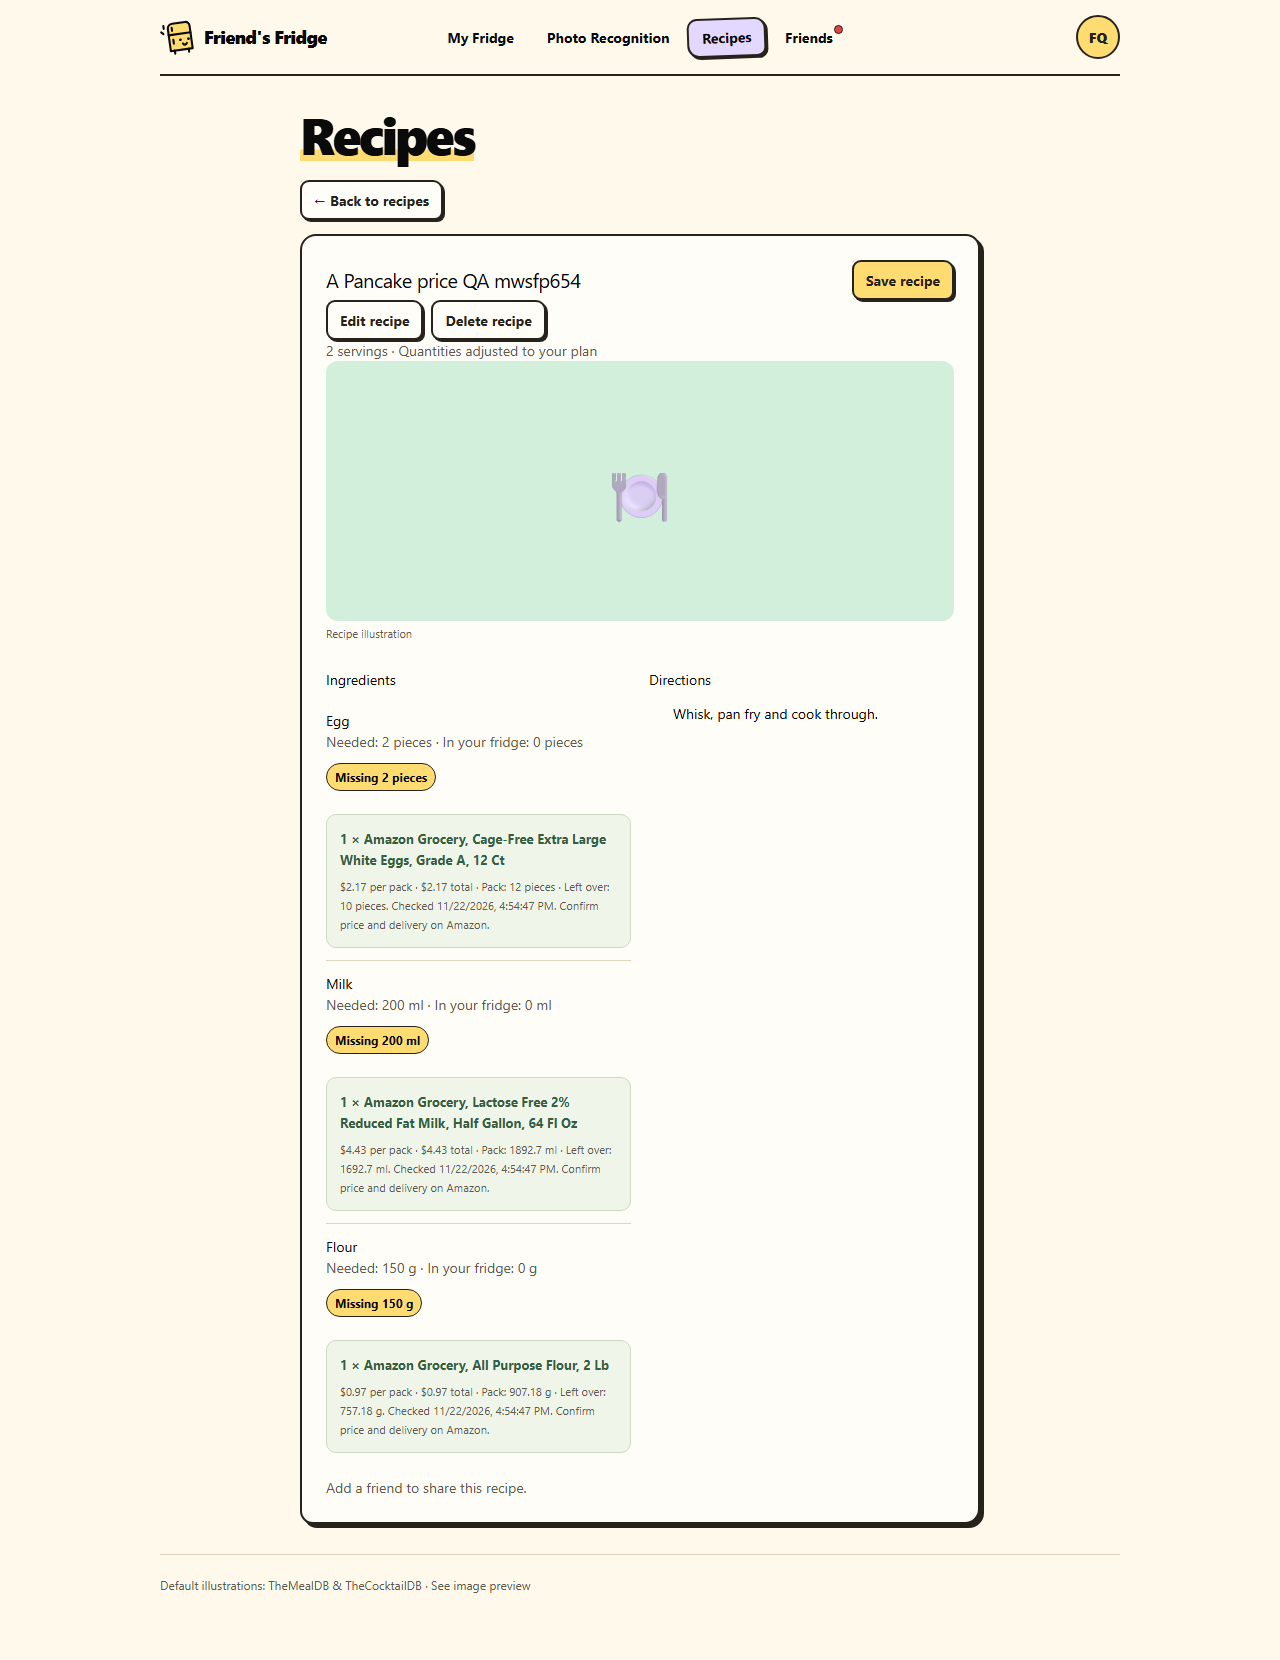 Friend's Fridge
My Fridge
Photo Recognition
Recipes
Friends
FQ
Recipes
← Back to recipes
A Pancake price QA mwsfp654
Save recipe
Edit recipe
Delete recipe
2 servings · Quantities adjusted to your plan
Recipe illustration
Ingredients
Egg
Needed: 2 pieces · In your fridge: 0 pieces
Missing 2 pieces
1 × Amazon Grocery, Cage-Free Extra Large
White Eggs, Grade A, 12 Ct
$2.17 per pack · $2.17 total · Pack: 12 pieces · Left over:
10 pieces. Checked 11/22/2026, 4:54:47 PM. Confirm
price and delivery on Amazon.
Milk
Needed: 200 ml · In your fridge: 0 ml
Missing 200 ml
1 × Amazon Grocery, Lactose Free 2%
Reduced Fat Milk, Half Gallon, 64 Fl Oz
$4.43 per pack · $4.43 total · Pack: 1892.7 ml · Left over:
1692.7 ml. Checked 11/22/2026, 4:54:47 PM. Confirm
price and delivery on Amazon.
Flour
Needed: 150 g · In your fridge: 0 g
Missing 150 g
1 × Amazon Grocery, All Purpose Flour, 2 Lb
$0.97 per pack · $0.97 total · Pack: 907.18 g · Left over:
757.18 g. Checked 11/22/2026, 4:54:47 PM. Confirm
price and delivery on Amazon.
Directions
Whisk, pan fry and cook through.
Add a friend to share this recipe.
Default illustrations: TheMealDB & TheCocktailDB · See image preview